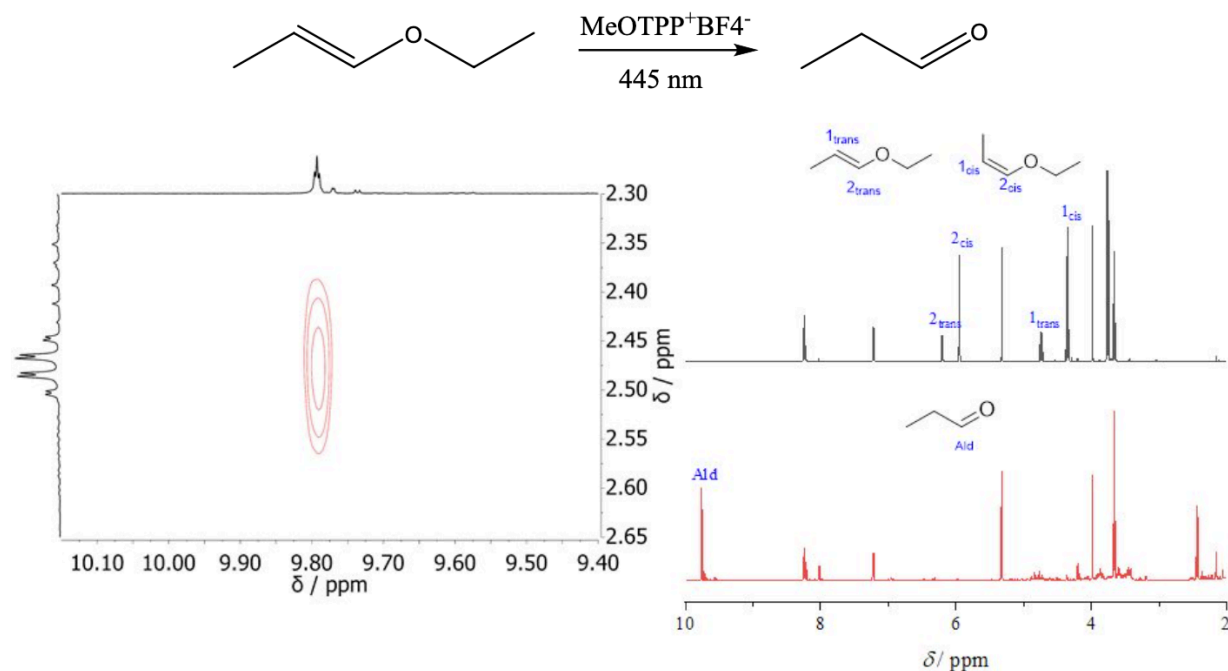 O
MeOTPP+BF4-
445 nm
O
2.30
2.35
2.40
2.45
2.50
2.55
2.60
2.65
δ / ppm
10.10 10.00 9.90 9.80 9.70 9.60 9.50 9.40
δ / ppm
1trans
O
2trans
O
1cis
2cis
1cis
2cis
2trans
1trans
O
Ald
Ald
10 8 6 4 2
δ/ ppm